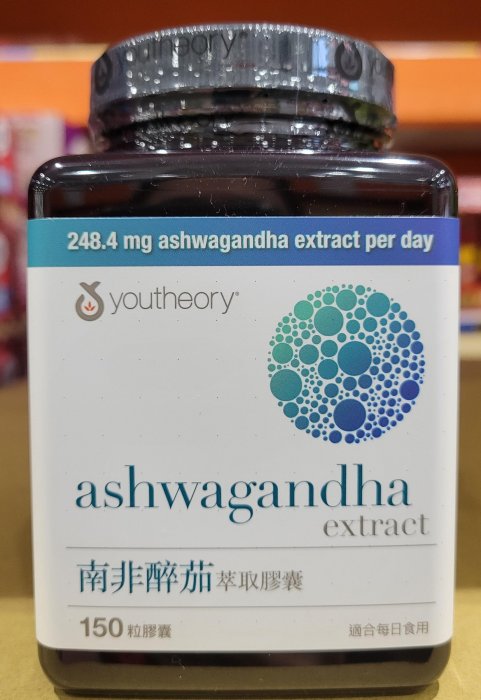 youtheory
you
248.4 mg ashwagandha extract per day
youtheory®
ashwagandha
extract
南非醉茄萃取膠囊
150粒膠囊
適合每日食用